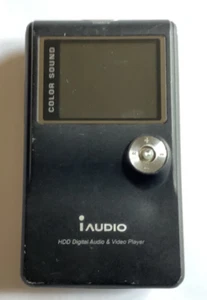 COLOR SOUND
iAUDIO
HDD Digital Audio & Video Player